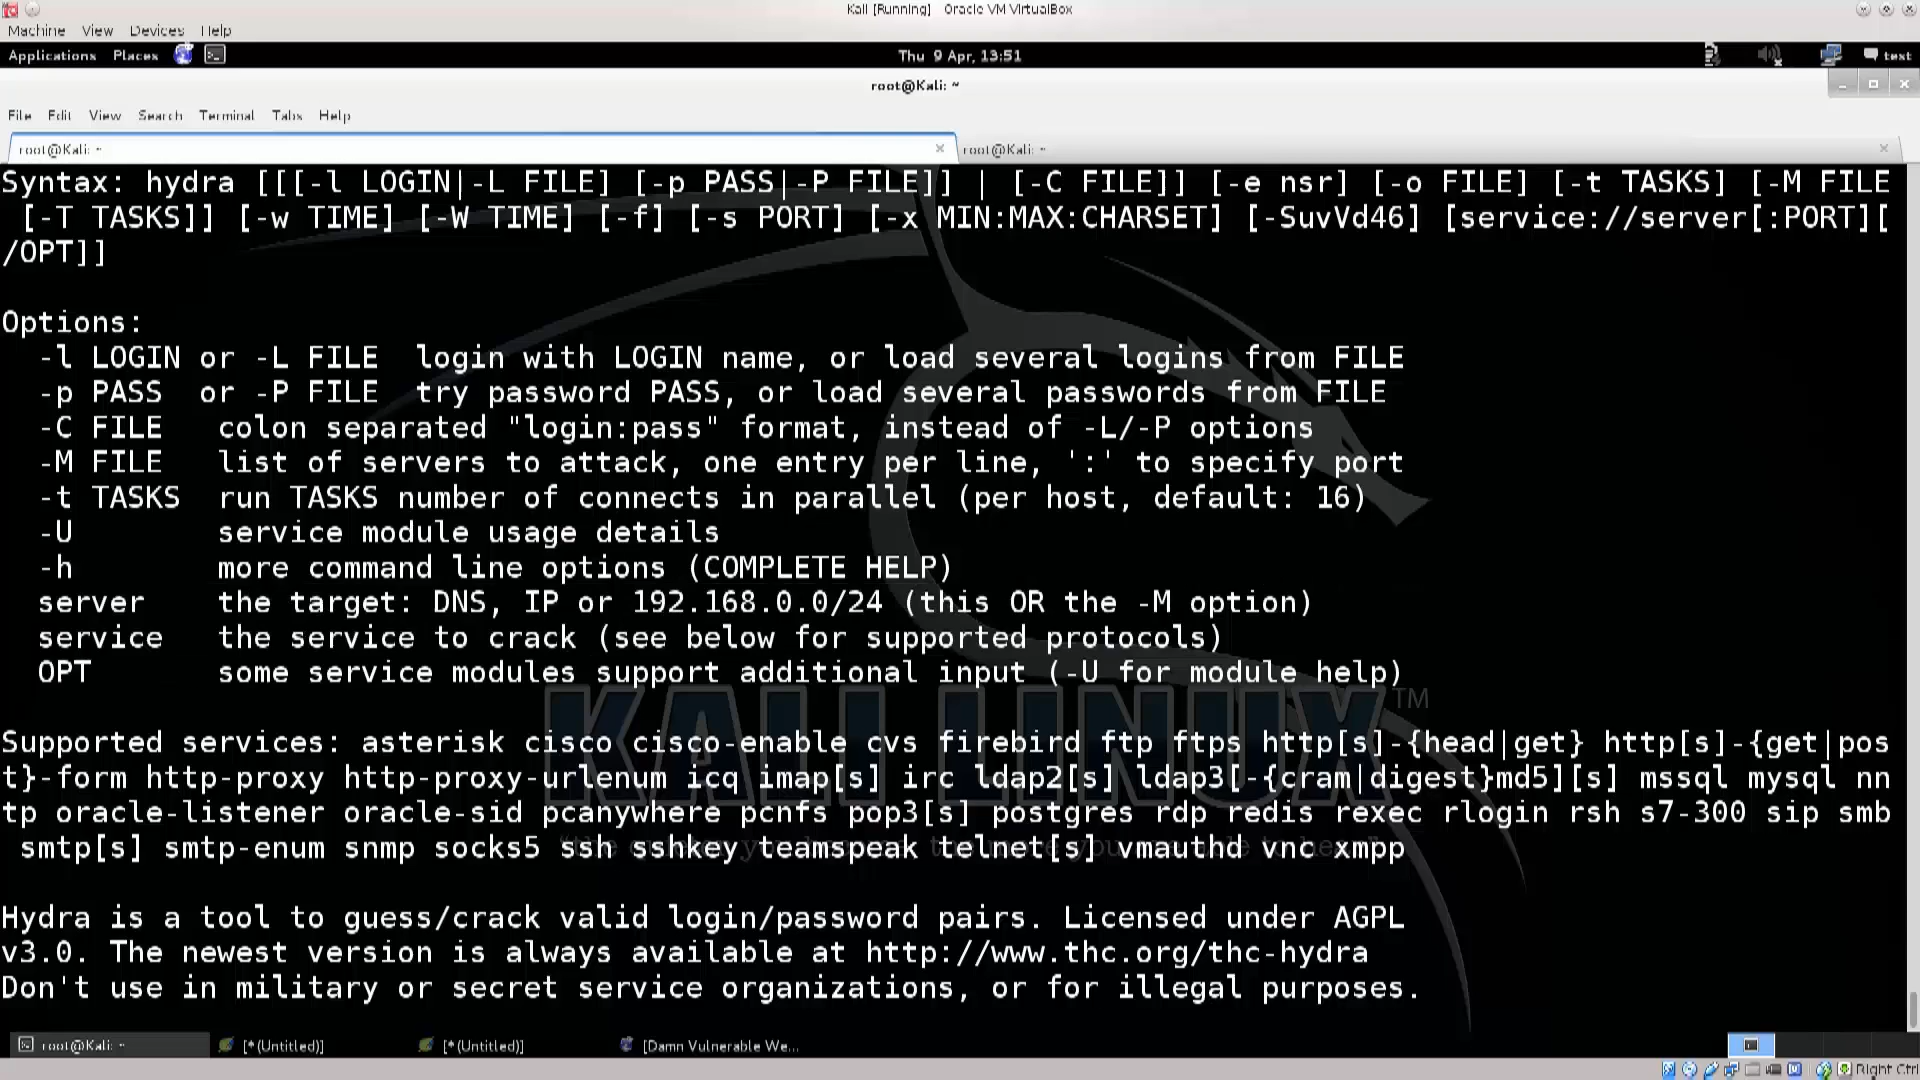 Kali [Running] - Oracle VM VirtualBox
Machine View Devices Help
Applications Places Thu 9 Apr, 13:51 text
root@Kali: ~
File Edit View Search Terminal Tabs Help
root@Kali: ~ root@Kali: ~
Syntax: hydra [[[-l LOGIN|-L FILE] [-p PASS|-P FILE]] | [-C FILE]] [-e nsr] [-o FILE] [-t TASKS] [-M FILE
[-T TASKS]] [-w TIME] [-W TIME] [-f] [-s PORT] [-x MIN:MAX:CHARSET] [-SuvVd46] [service://server[:PORT][
/OPT]]
Options:
-l LOGIN or -L FILE login with LOGIN name, or load several logins from FILE
-p PASS or -P FILE try password PASS, or load several passwords from FILE
-C FILE colon separated "login:pass" format, instead of -L/-P options
-M FILE list of servers to attack, one entry per line, ':' to specify port
-t TASKS run TASKS number of connects in parallel (per host, default: 16)
-U service module usage details
-h more command line options (COMPLETE HELP)
server the target: DNS, IP or 192.168.0.0/24 (this OR the -M option)
service the service to crack (see below for supported protocols)
OPT some service modules support additional input (-U for module help)
KALI LINUX™
Supported services: asterisk cisco cisco-enable cvs firebird ftp ftps http[s]-{head|get} http[s]-{get|pos
t}-form http-proxy http-proxy-urlenum icq imap[s] irc ldap2[s] ldap3[-{cram|digest}md5][s] mssql mysql nn
tp oracle-listener oracle-sid pcanywhere pcnfs pop3[s] postgres rdp redis rexec rlogin rsh s7-300 sip smb
smtp[s] smtp-enum snmp socks5 ssh sshkey teamspeak telnet[s] vmauthd vnc xmpp
Hydra is a tool to guess/crack valid login/password pairs. Licensed under AGPL
v3.0. The newest version is always available at http://www.thc.org/thc-hydra
Don't use in military or secret service organizations, or for illegal purposes.
root@Kali: ~ [*(Untitled)] [*(Untitled)] [Damn Vulnerable We...
Right Ctrl